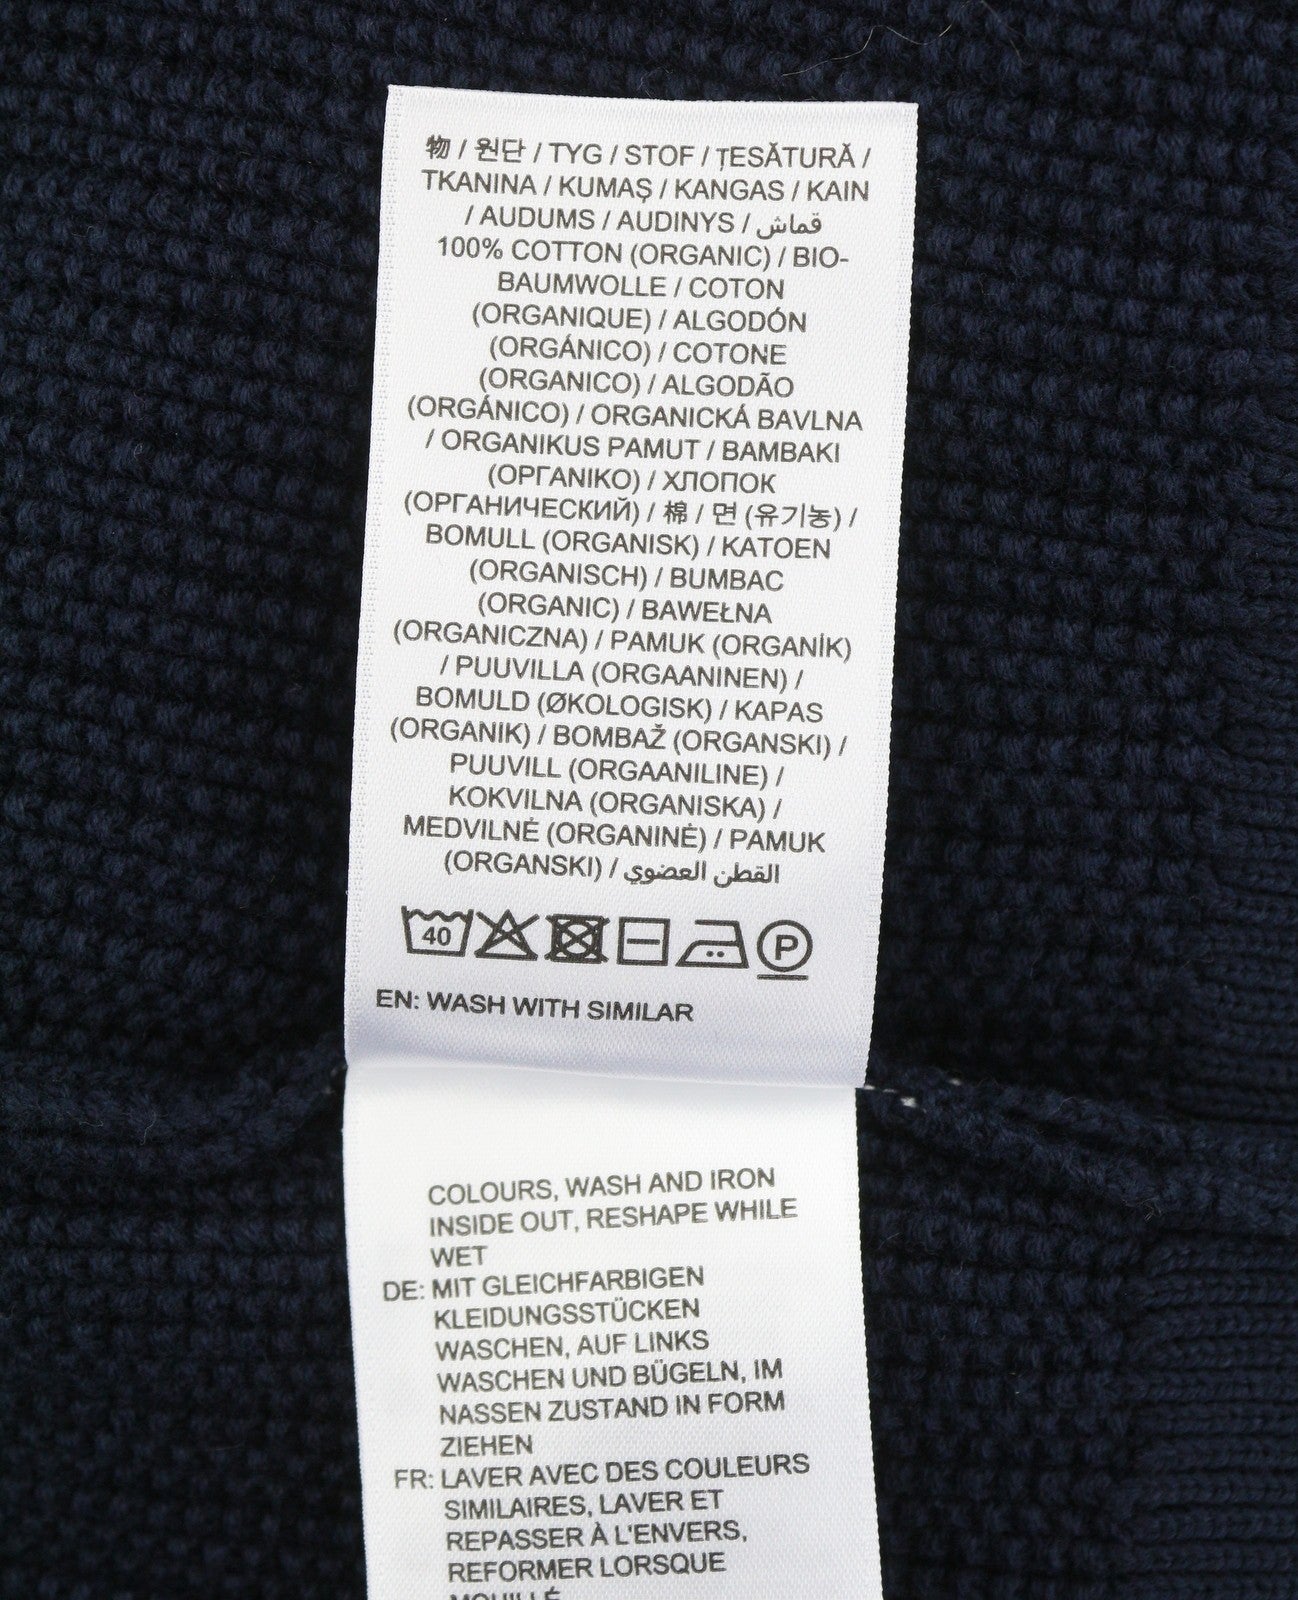 物 / 원단 / TYG / STOF / ȚESĂTURĂ /
TKANINA / KUMAŞ / KANGAS / KAIN
/ AUDUMS / AUDINYS / قماش
100% COTTON (ORGANIC) / BIO-
BAUMWOLLE / COTON
(ORGANIQUE) / ALGODÓN
(ORGÁNICO) / COTONE
(ORGANICO) / ALGODÃO
(ORGÁNICO) / ORGANICKÁ BAVLNA
/ ORGANIKUS PAMUT / BAMBAKI
(ΟΡΓΑΝΙΚΟ) / ХЛОПОК
(ОРГАНИЧЕСКИЙ) / 棉 / 면 (유기농) /
BOMULL (ORGANISK) / KATOEN
(ORGANISCH) / BUMBAC
(ORGANIC) / BAWEŁNA
(ORGANICZNA) / PAMUK (ORGANİK)
/ PUUVILLA (ORGAANINEN) /
BOMULD (ØKOLOGISK) / KAPAS
(ORGANIK) / BOMBAŽ (ORGANSKI) /
PUUVILL (ORGAANILINE) /
KOKVILNA (ORGANISKA) /
MEDVILNĖ (ORGANINĖ) / PAMUK
(ORGANSKI) / القطن العضوي
40 P
EN: WASH WITH SIMILAR
COLOURS, WASH AND IRON
INSIDE OUT, RESHAPE WHILE
WET
DE: MIT GLEICHFARBIGEN
KLEIDUNGSSTÜCKEN
WASCHEN, AUF LINKS
WASCHEN UND BÜGELN, IM
NASSEN ZUSTAND IN FORM
ZIEHEN
FR: LAVER AVEC DES COULEURS
SIMILAIRES, LAVER ET
REPASSER À L'ENVERS,
REFORMER LORSQUE
MOUILLÉ